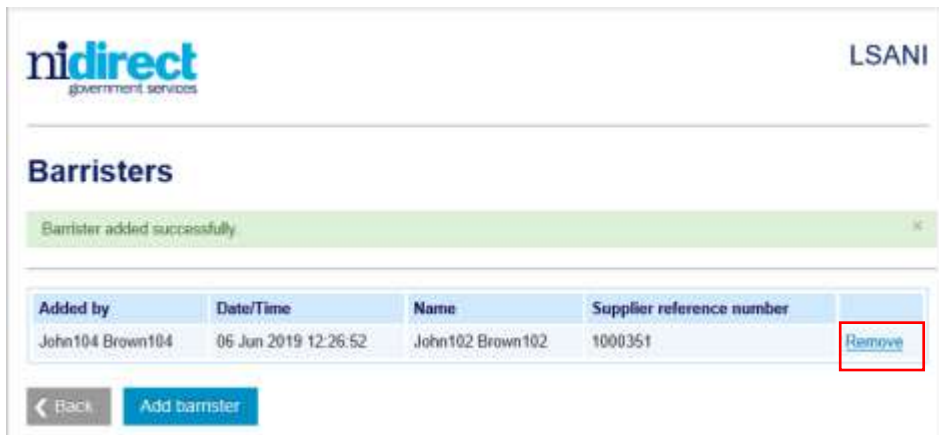 nidirect
government services
LSANI
Barristers
Barrister added successfully.
×
Added by Date/Time Name Supplier reference number
John104 Brown104 06 Jun 2019 12:26:52 John102 Brown102 1000351 Remove
❮ Back Add barrister